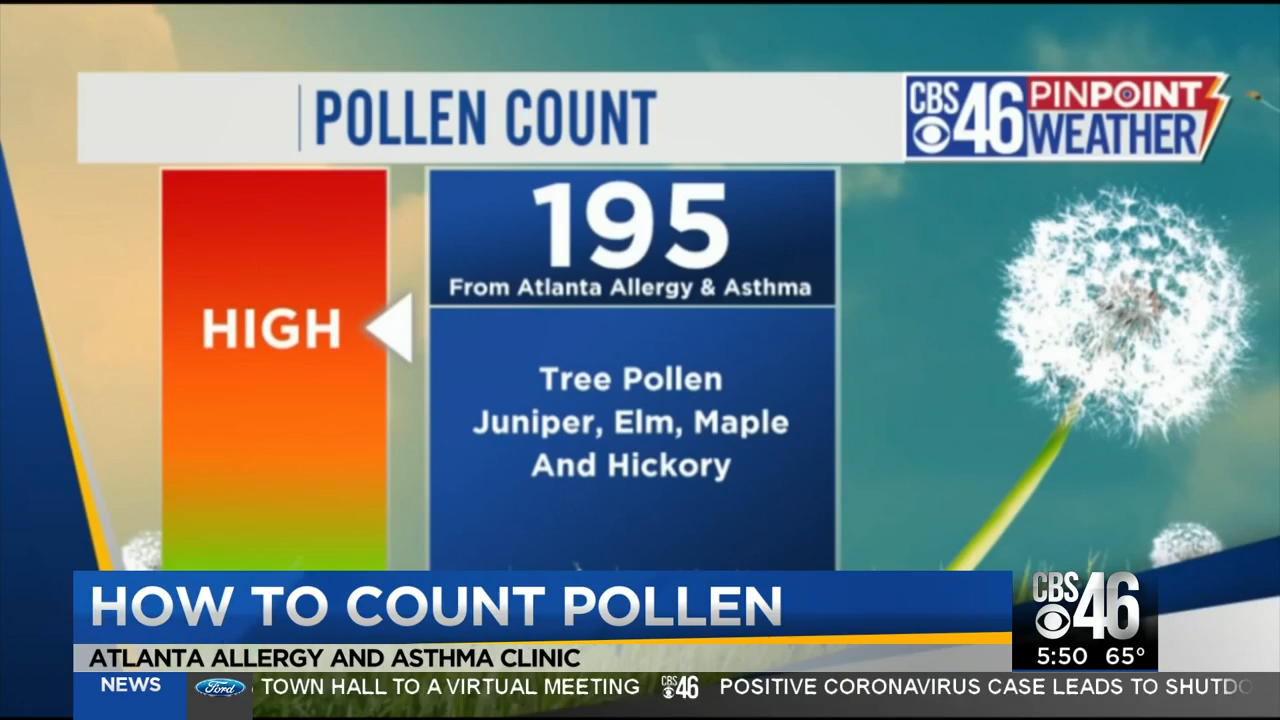 POLLEN COUNT
CBS 46 PINPOINT WEATHER
195
From Atlanta Allergy & Asthma
HIGH
Tree Pollen
Juniper, Elm, Maple
And Hickory
HOW TO COUNT POLLEN
ATLANTA ALLERGY AND ASTHMA CLINIC
CBS 46
5:50 65°
NEWS Ford TOWN HALL TO A VIRTUAL MEETING CBS 46 POSITIVE CORONAVIRUS CASE LEADS TO SHUTDO